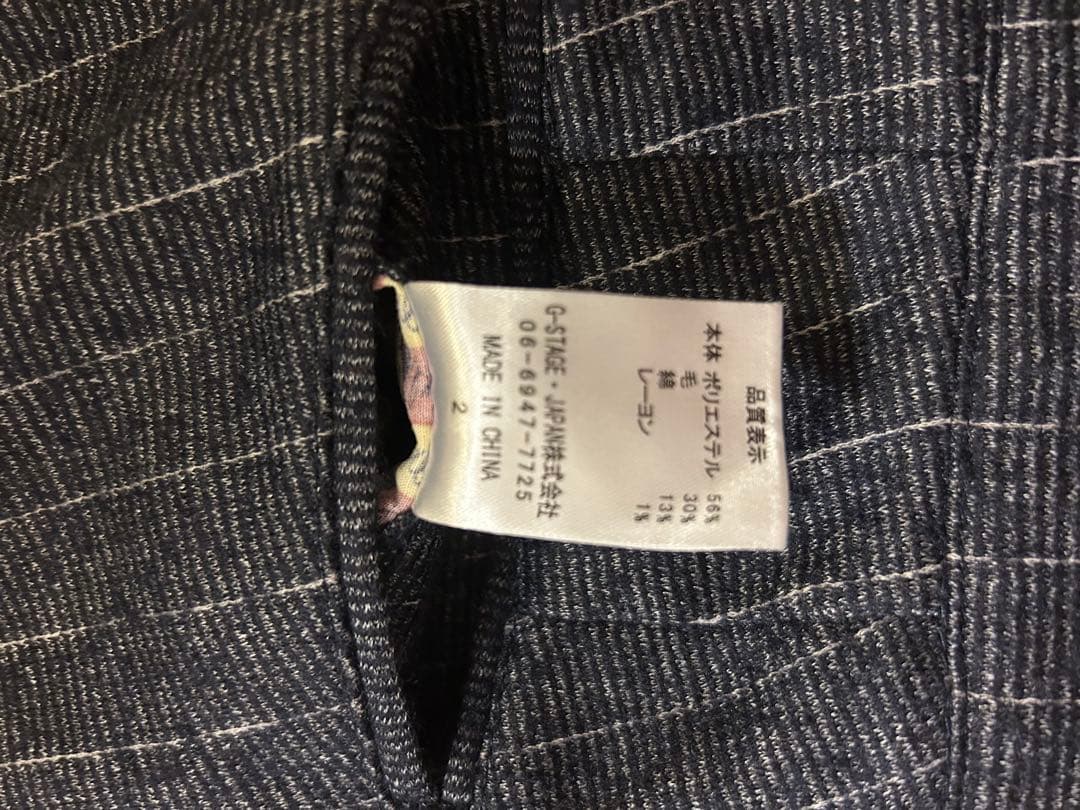 品質表示
本体 ポリエステル 56%
毛 30%
綿 13%
レーヨン 1%
G-STAGE・JAPAN株式会社
06-6947-7725
MADE IN CHINA
2